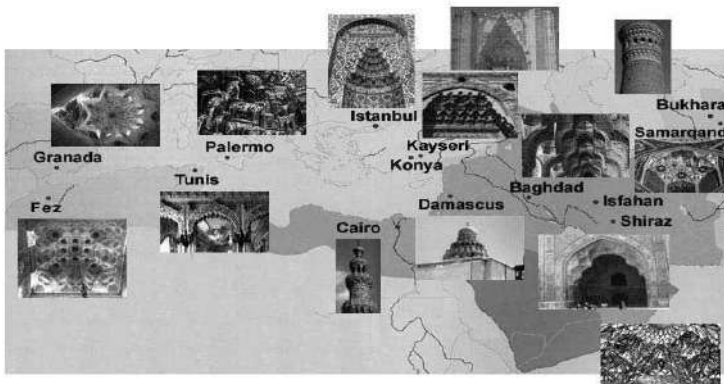 Bukhara
Istanbul
Samarqand
Granada
Palermo
Kayseri
Konya
Tunis
Baghdad
Isfahan
Fez
Damascus
Shiraz
Cairo